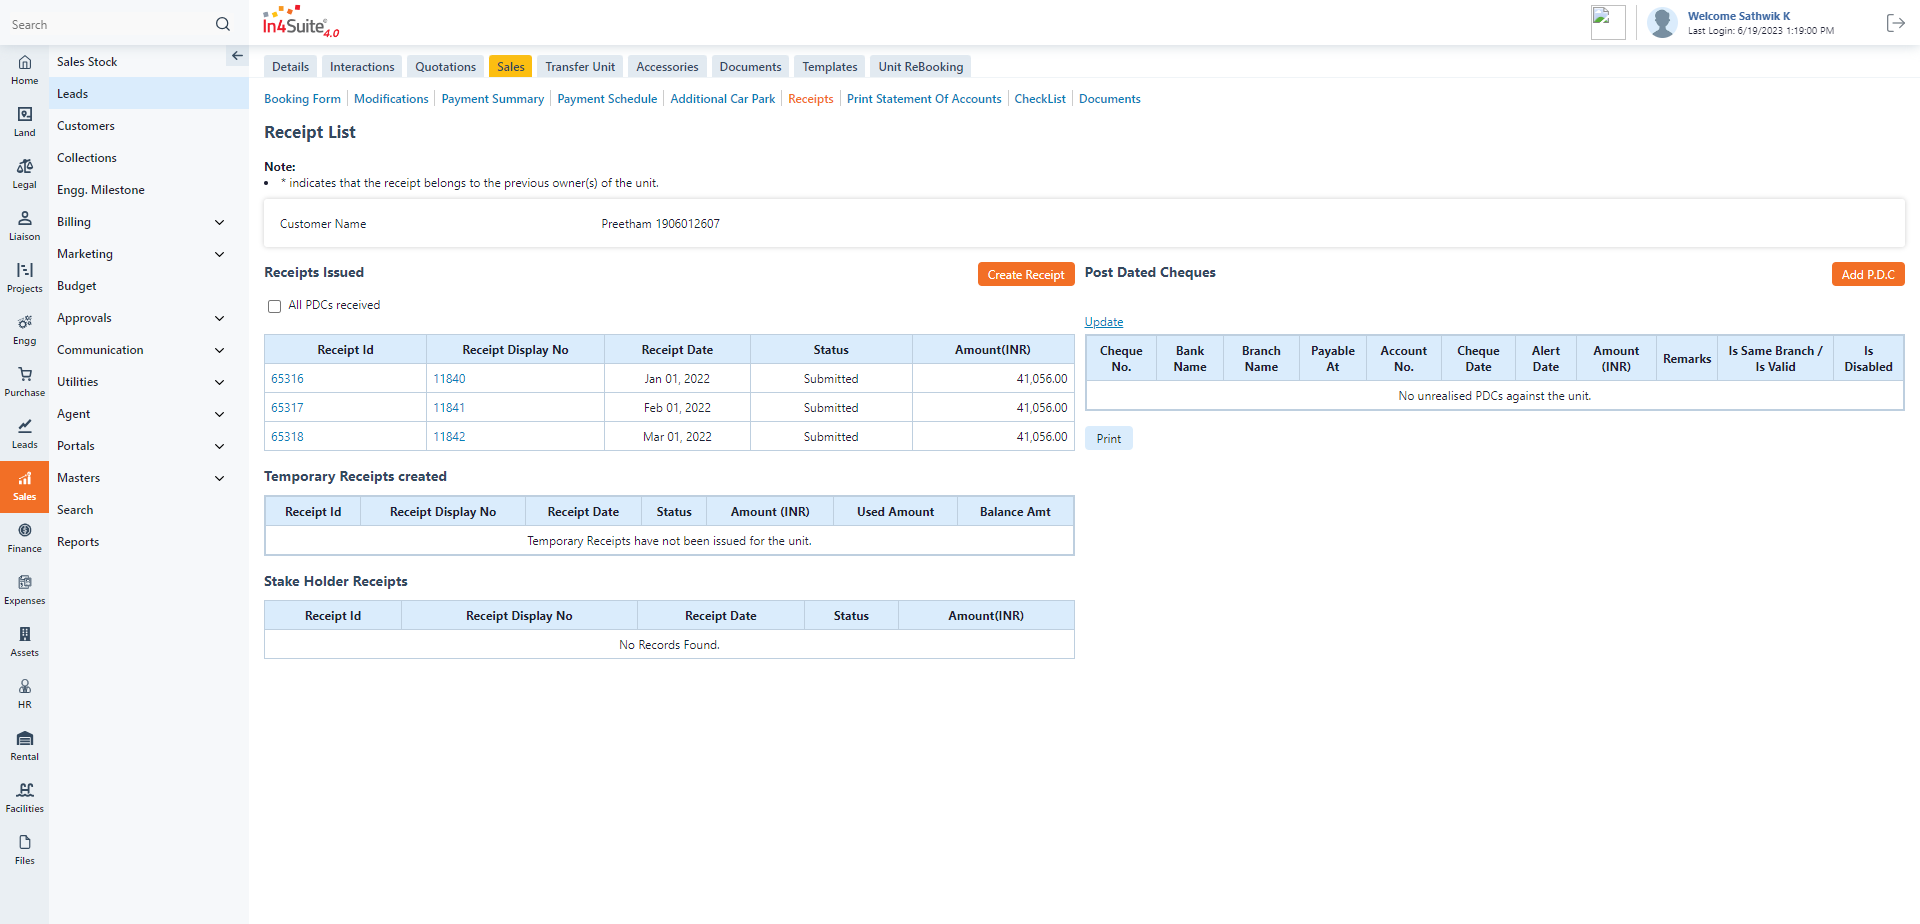 Search
In4Suite® 4.0
Welcome Sathwik K
Last Login: 6/19/2023 1:19:00 PM
Home
Land
Legal
Liaison
Projects
Engg
Purchase
Leads
Sales
Finance
Expenses
Assets
HR
Rental
Facilities
Files
Sales Stock
Leads
Customers
Collections
Engg. Milestone
Billing
Marketing
Budget
Approvals
Communication
Utilities
Agent
Portals
Masters
Search
Reports
Details Interactions Quotations Sales Transfer Unit Accessories Documents Templates Unit ReBooking
Booking Form Modifications Payment Summary Payment Schedule Additional Car Park Receipts Print Statement Of Accounts CheckList Documents
Receipt List
Note:
• * indicates that the receipt belongs to the previous owner(s) of the unit.
Customer Name Preetham 1906012607
Receipts Issued Create Receipt
All PDCs received
Receipt Id Receipt Display No Receipt Date Status Amount(INR)
65316 11840 Jan 01, 2022 Submitted 41,056.00
65317 11841 Feb 01, 2022 Submitted 41,056.00
65318 11842 Mar 01, 2022 Submitted 41,056.00
Temporary Receipts created
Receipt Id Receipt Display No Receipt Date Status Amount (INR) Used Amount Balance Amt
Temporary Receipts have not been issued for the unit.
Stake Holder Receipts
Receipt Id Receipt Display No Receipt Date Status Amount(INR)
No Records Found.
Post Dated Cheques Add P.D.C
Update
Cheque No. Bank Name Branch Name Payable At Account No. Cheque Date Alert Date Amount (INR) Remarks Is Same Branch / Is Valid Is Disabled
No unrealised PDCs against the unit.
Print